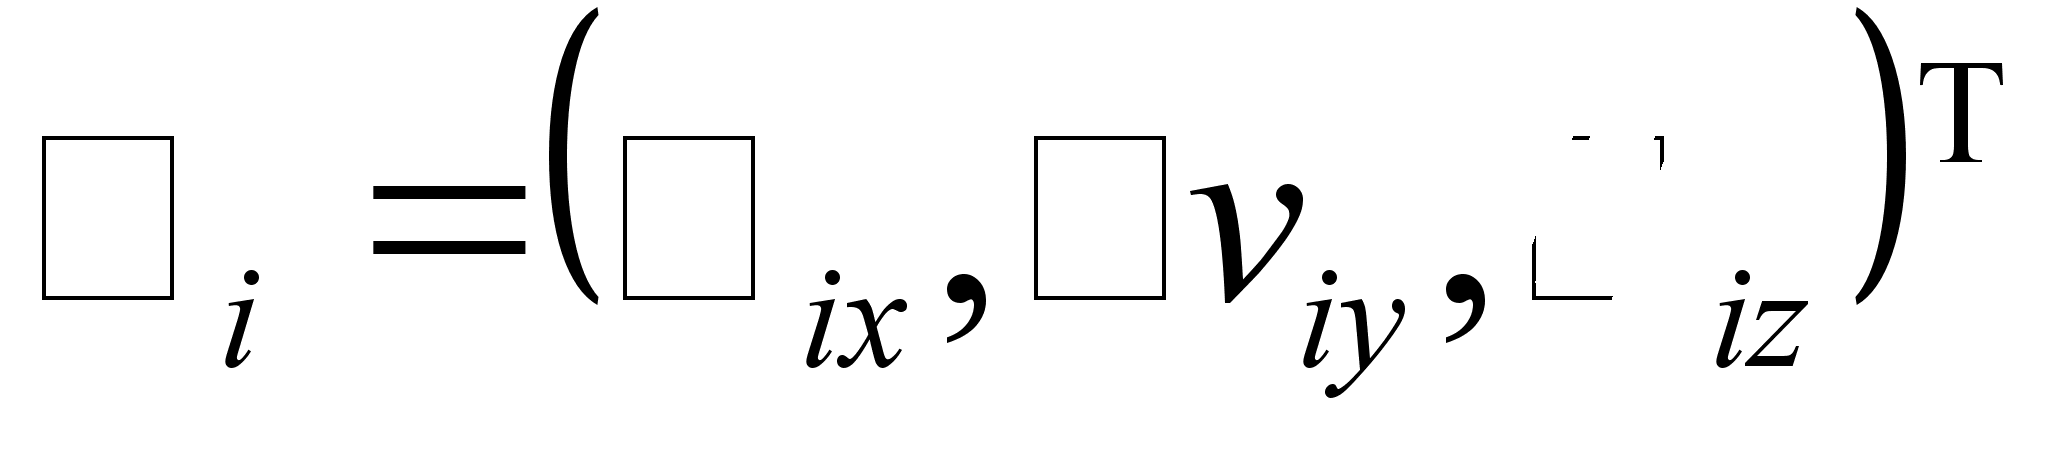 □ i = (□ ix, □v iy, □ iz)T